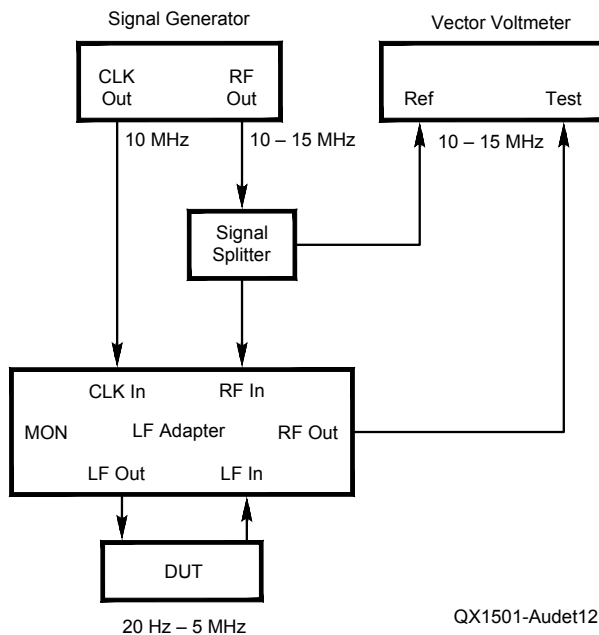 Signal Generator
Vector Voltmeter
CLK
Out
RF
Out
Ref
Test
10 MHz
10 – 15 MHz
10 – 15 MHz
Signal
Splitter
CLK In
RF In
MON
LF Adapter
RF Out
LF Out
LF In
DUT
20 Hz – 5 MHz
QX1501-Audet12